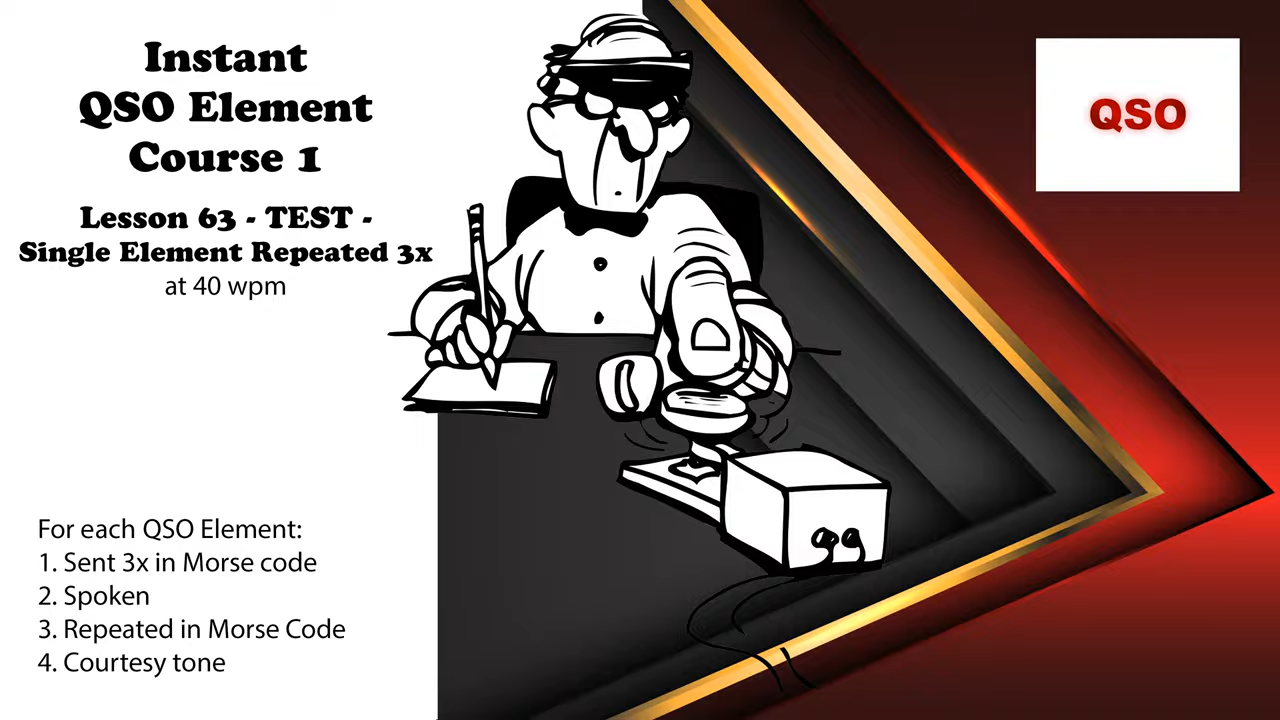 Instant
QSO Element
Course 1
Lesson 63 - TEST -
Single Element Repeated 3x
at 40 wpm
QSO
For each QSO Element:
1. Sent 3x in Morse code
2. Spoken
3. Repeated in Morse Code
4. Courtesy tone